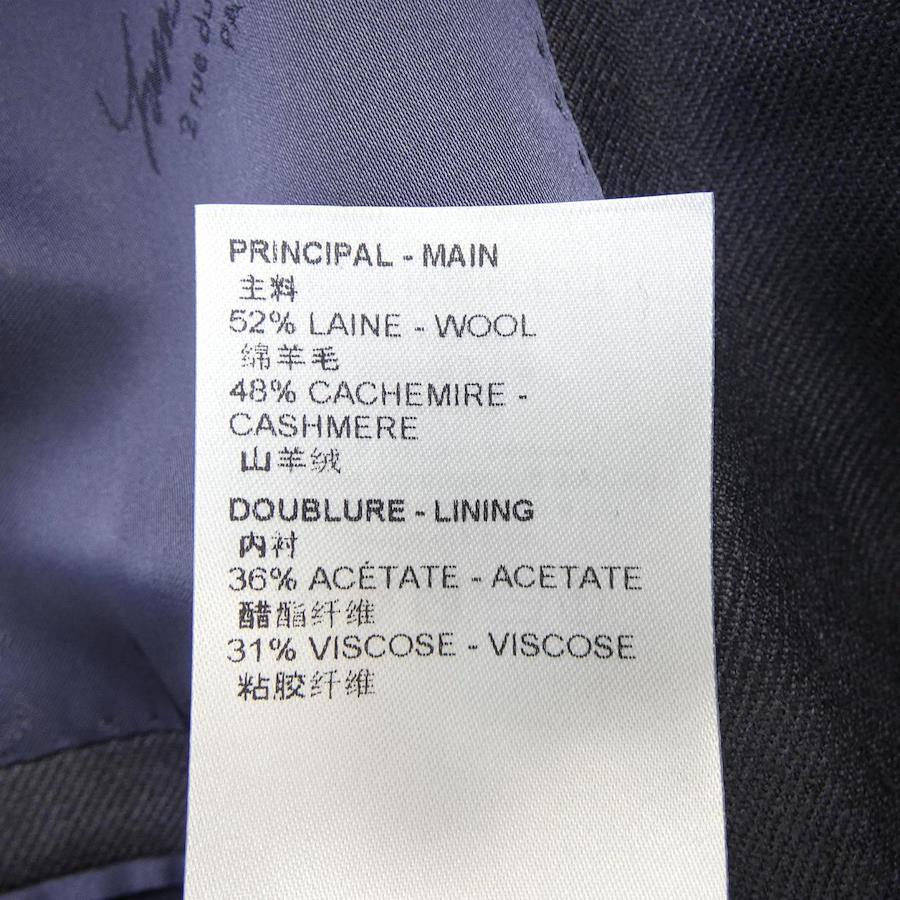 2 rue du
PA
PRINCIPAL - MAIN
主料
52% LAINE - WOOL
绵羊毛
48% CACHEMIRE -
CASHMERE
山羊绒
DOUBLURE - LINING
内衬
36% ACÉTATE - ACETATE
醋酯纤维
31% VISCOSE - VISCOSE
粘胶纤维